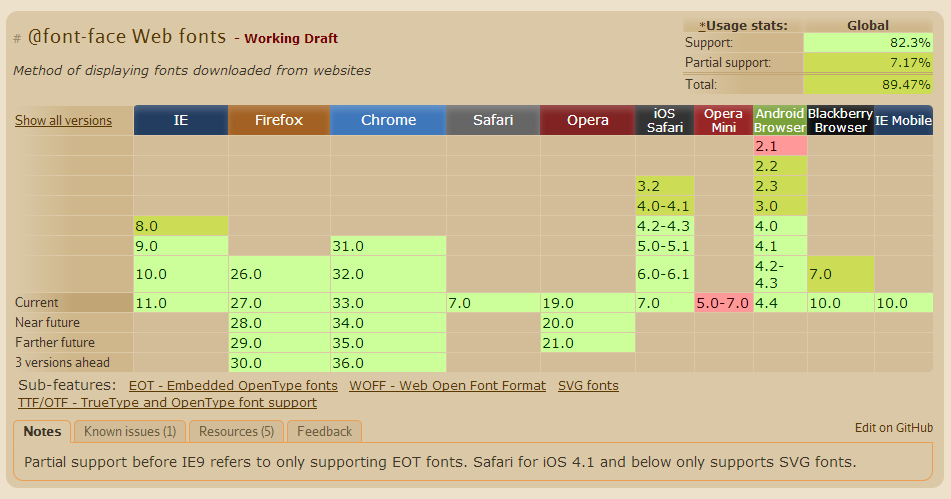 # @font-face Web fonts - Working Draft
*Usage stats: Global
Support: 82.3%
Partial support: 7.17%
Total: 89.47%
Method of displaying fonts downloaded from websites
Show all versions IE Firefox Chrome Safari Opera iOS Safari Opera Mini Android Browser Blackberry Browser IE Mobile
2.1
2.2
3.2 2.3
4.0-4.1 3.0
8.0 4.2-4.3 4.0
9.0 31.0 5.0-5.1 4.1
10.0 26.0 32.0 6.0-6.1 4.2-4.3 7.0
Current 11.0 27.0 33.0 7.0 19.0 7.0 5.0-7.0 4.4 10.0 10.0
Near future 28.0 34.0 20.0
Farther future 29.0 35.0 21.0
3 versions ahead 30.0 36.0
Sub-features: EOT - Embedded OpenType fonts WOFF - Web Open Font Format SVG fonts
TTF/OTF - TrueType and OpenType font support
Notes Known issues (1) Resources (5) Feedback Edit on GitHub
Partial support before IE9 refers to only supporting EOT fonts. Safari for iOS 4.1 and below only supports SVG fonts.